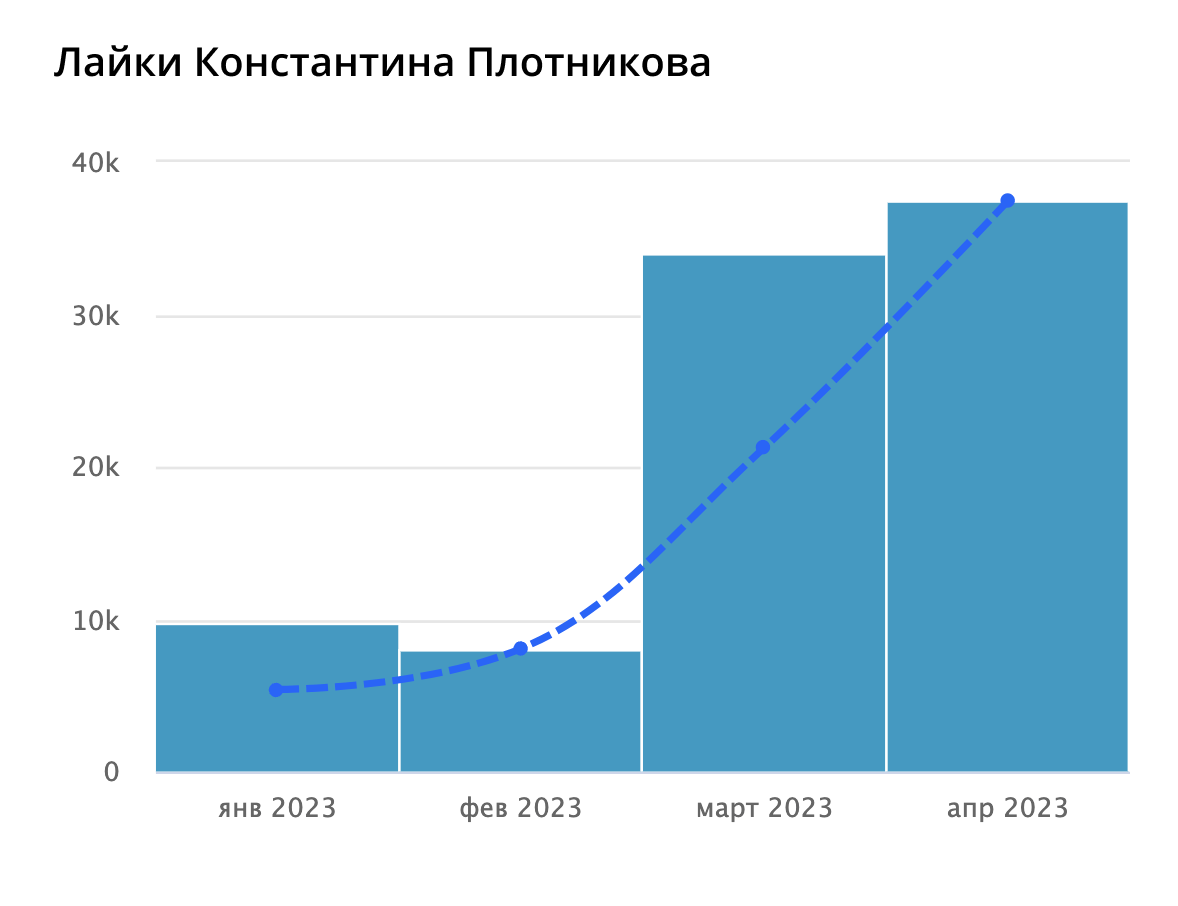 Лайки Константина Плотникова
40k
30k
20k
10k
0
янв 2023
фев 2023
март 2023
апр 2023